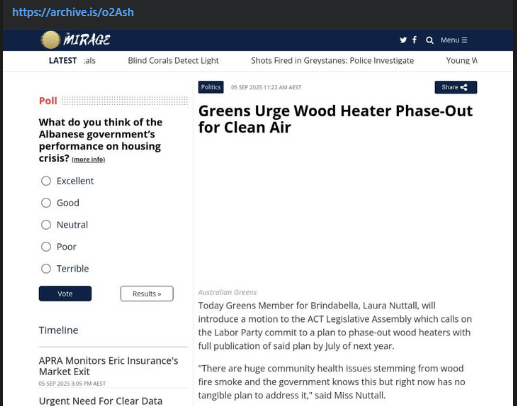 https://archive.is/o2Ash
MIRAGE
Menu
LATEST
als
Blind Corals Detect Light
Shots Fired in Greystanes: Police Investigate
Young W
Poll
What do you think of the
Albanese government's
performance on housing
crisis? (more info)
Excellent
Good
Neutral
Poor
Terrible
Vote
Results »
Timeline
APRA Monitors Eric Insurance's
Market Exit
05 SEP 2025 3:05 PM AEST
Urgent Need For Clear Data
Politics
05 SEP 2025 11:22 AM AEST
Share
Greens Urge Wood Heater Phase-Out
for Clean Air
Australian Greens
Today Greens Member for Brindabella, Laura Nuttall, will
introduce a motion to the ACT Legislative Assembly which calls on
the Labor Party commit to a plan to phase-out wood heaters with
full publication of said plan by July of next year.
"There are huge community health issues stemming from wood
fire smoke and the government knows this but right now has no
tangible plan to address it," said Miss Nuttall.